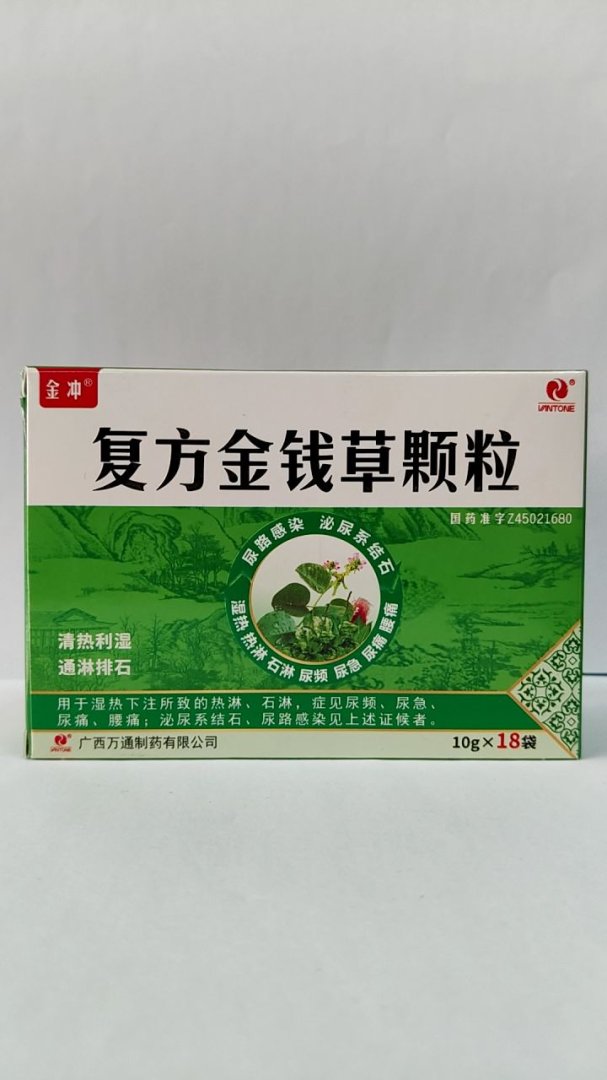 金冲®
VANTONE®
复方金钱草颗粒
国药准字Z45021680
尿路感染 泌尿系结石
湿热 热淋 石淋 尿频 尿急 尿痛 腰痛
清热利湿
通淋排石
用于湿热下注所致的热淋、石淋，症见尿频、尿急、
尿痛、腰痛；泌尿系结石、尿路感染见上述证候者。
VANTONE 广西万通制药有限公司
10g×18袋